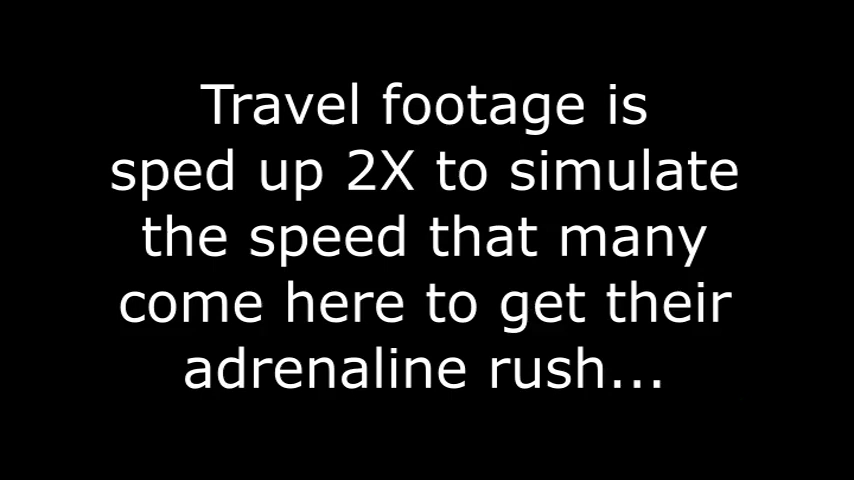 Travel footage is
sped up 2X to simulate
the speed that many
come here to get their
adrenaline rush...